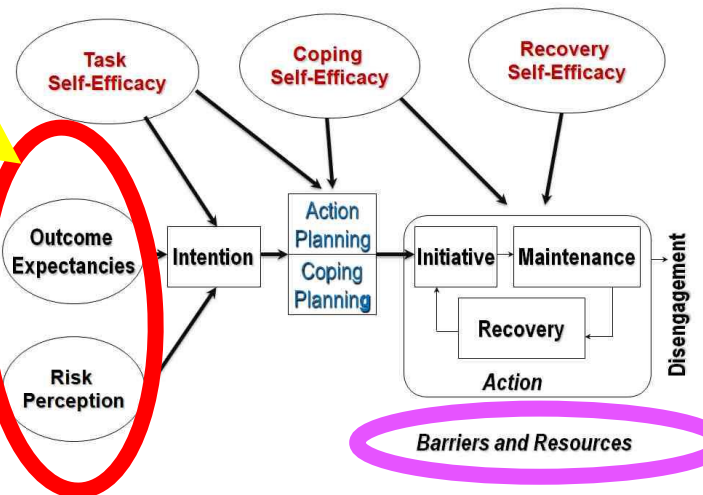 Task
Self-Efficacy
Coping
Self-Efficacy
Recovery
Self-Efficacy
Outcome
Expectancies
Intention
Action
Planning
Coping
Planning
Initiative
Maintenance
Recovery
Action
Disengagement
Risk
Perception
Barriers and Resources